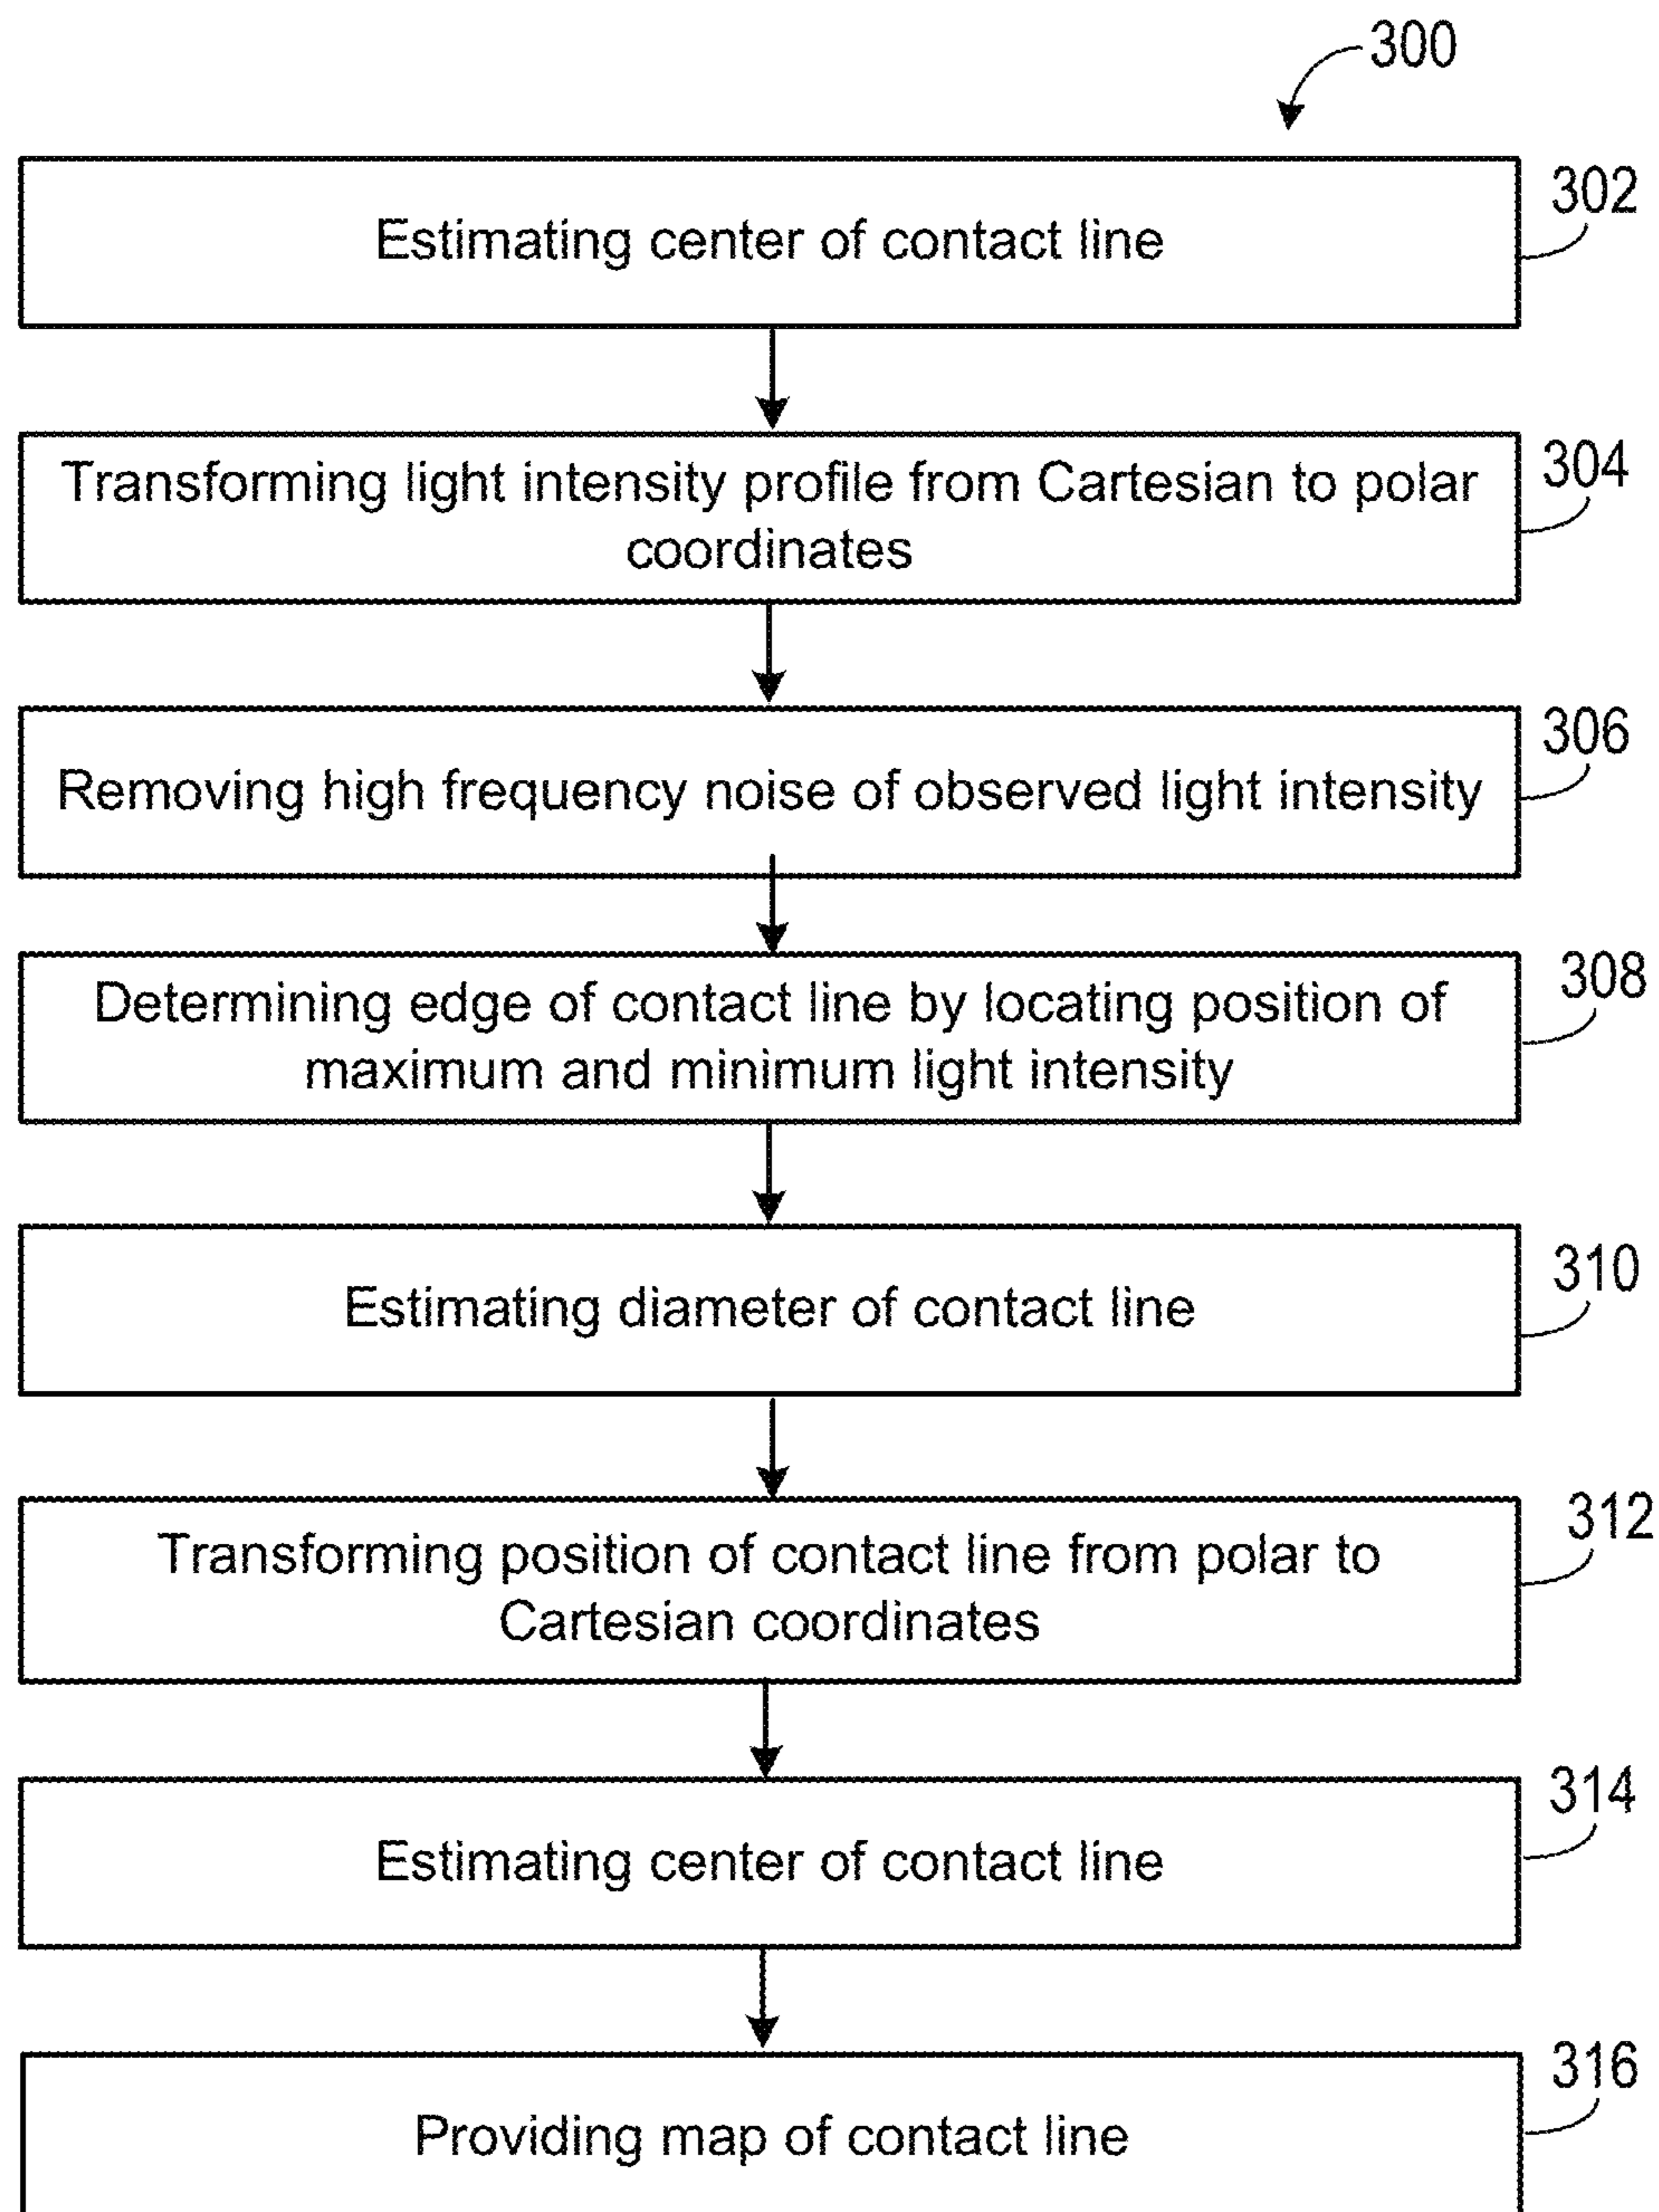 300
Estimating center of contact line
302
Transforming light intensity profile from Cartesian to polar
coordinates
304
Removing high frequency noise of observed light intensity
306
Determining edge of contact line by locating position of
maximum and minimum light intensity
308
Estimating diameter of contact line
310
Transforming position of contact line from polar to
Cartesian coordinates
312
Estimating center of contact line
314
Providing map of contact line
316